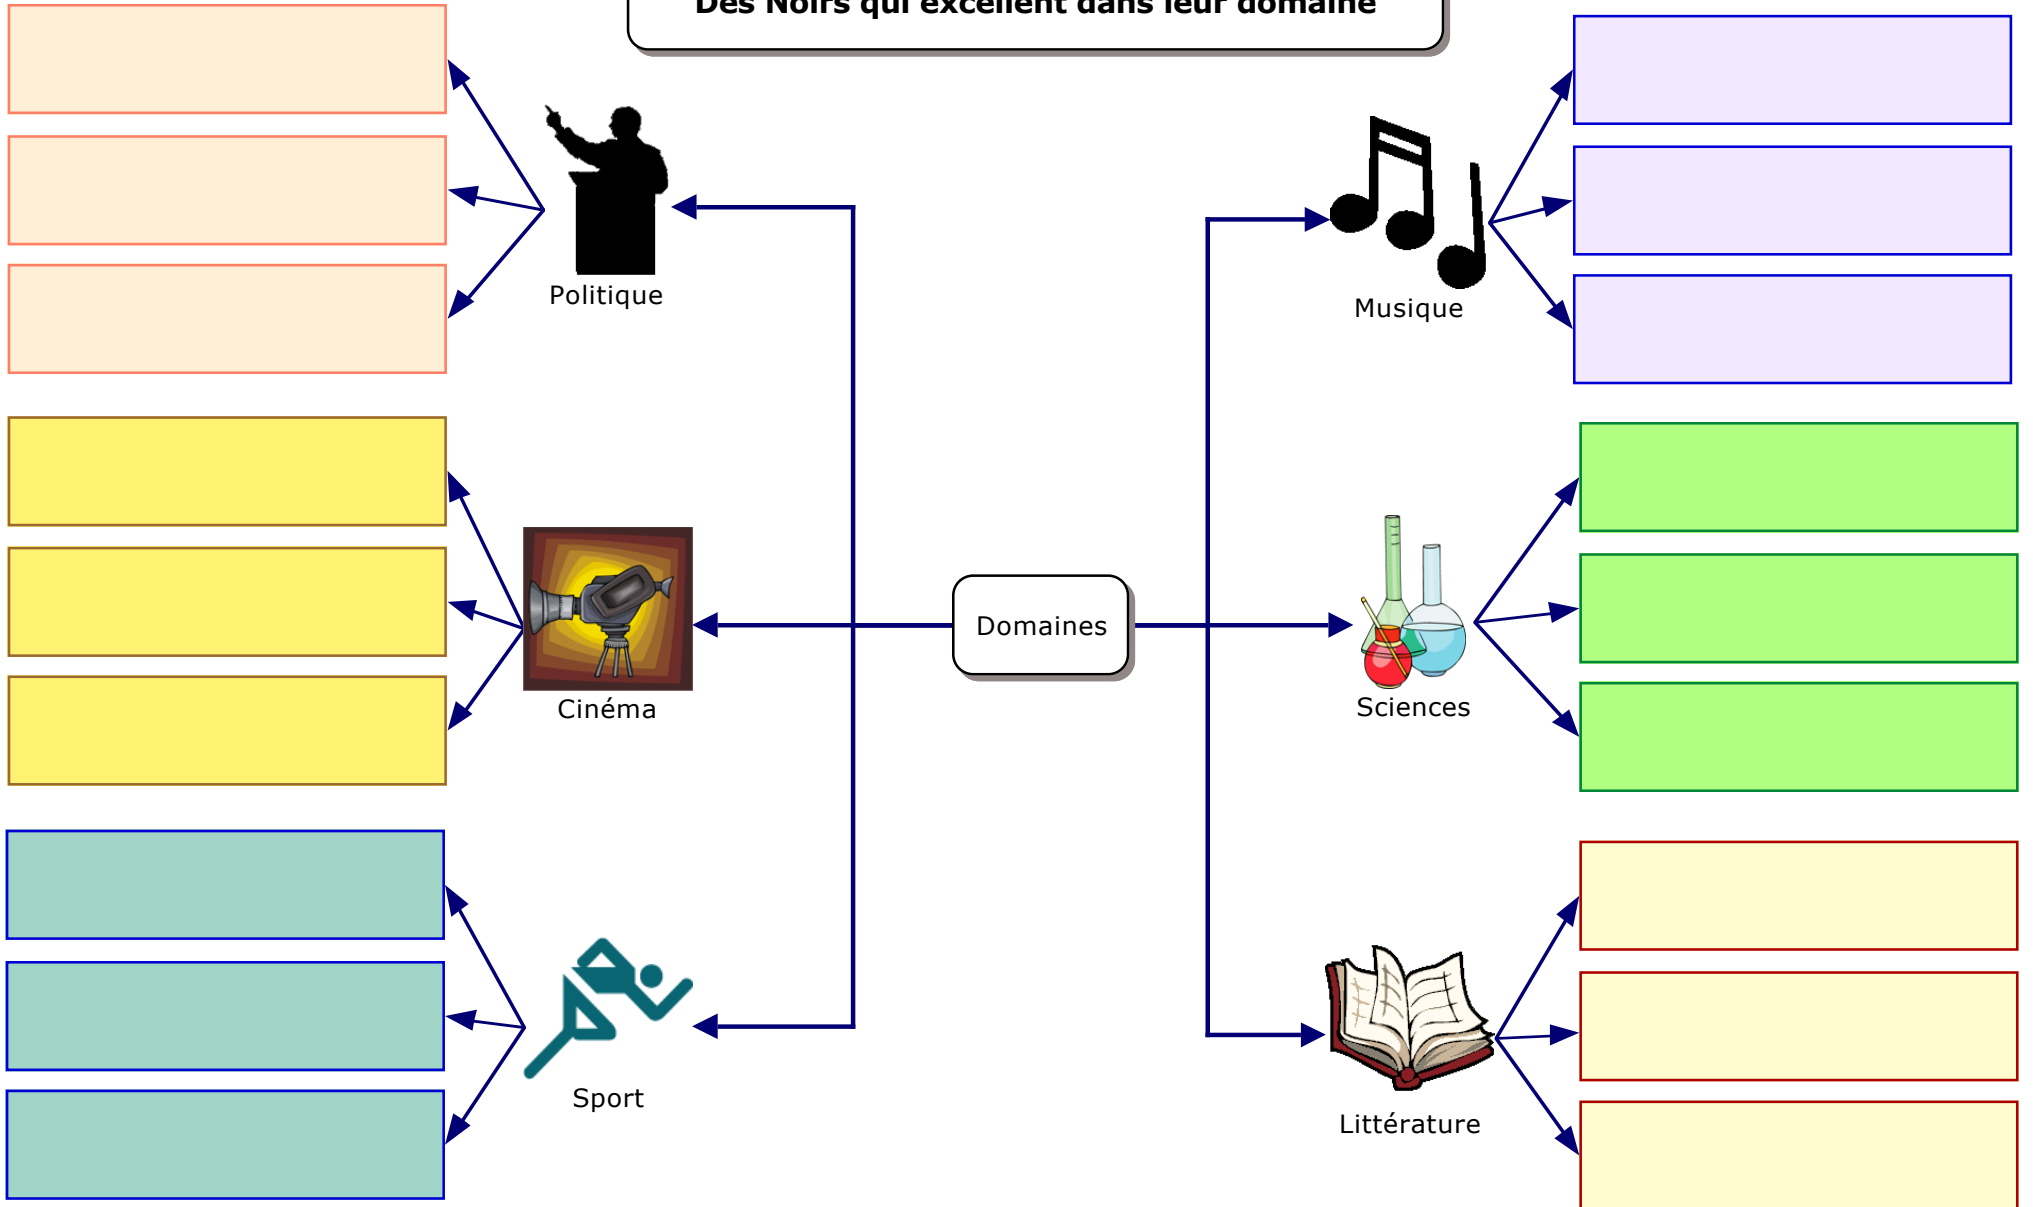 Des Noirs qui excellent dans leur domaine
Politique
Musique
Domaines
Cinéma
Sciences
Sport
Littérature